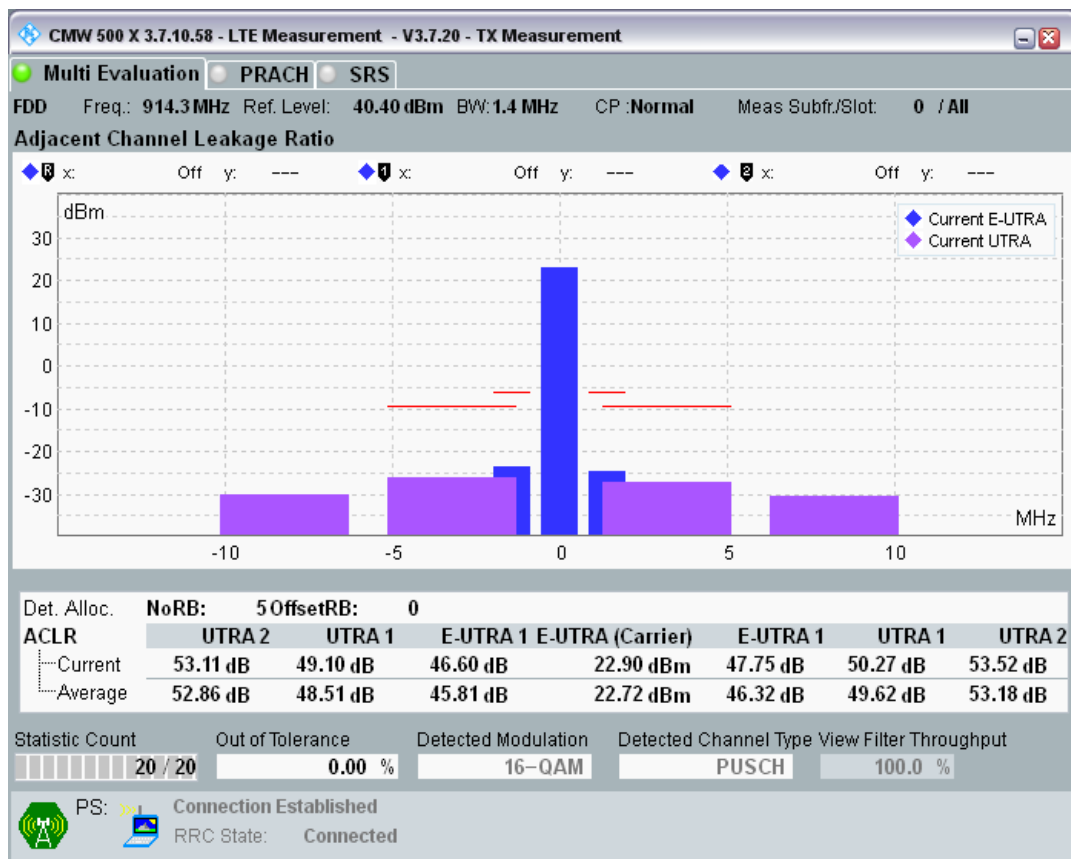 CMW 500 X 3.7.10.58 - LTE Measurement - V3.7.20 - TX Measurement
Multi Evaluation PRACH SRS
FDD Freq.: 914.3 MHz Ref. Level: 40.40 dBm BW: 1.4 MHz CP :Normal Meas Subfr./Slot: 0 / All
Adjacent Channel Leakage Ratio
R x: Off y: --- 1 x: Off y: --- 2 x: Off y: ---
dBm
Current E-UTRA
Current UTRA
30
20
10
0
-10
-20
-30
MHz
-10 -5 0 5 10
Det. Alloc. NoRB: 5 OffsetRB: 0
ACLR UTRA 2 UTRA 1 E-UTRA 1 E-UTRA (Carrier) E-UTRA 1 UTRA 1 UTRA 2
Current 53.11 dB 49.10 dB 46.60 dB 22.90 dBm 47.75 dB 50.27 dB 53.52 dB
Average 52.86 dB 48.51 dB 45.81 dB 22.72 dBm 46.32 dB 49.62 dB 53.18 dB
Statistic Count Out of Tolerance Detected Modulation Detected Channel Type View Filter Throughput
20 / 20 0.00 % 16-QAM PUSCH 100.0 %
PS: Connection Established
RRC State: Connected